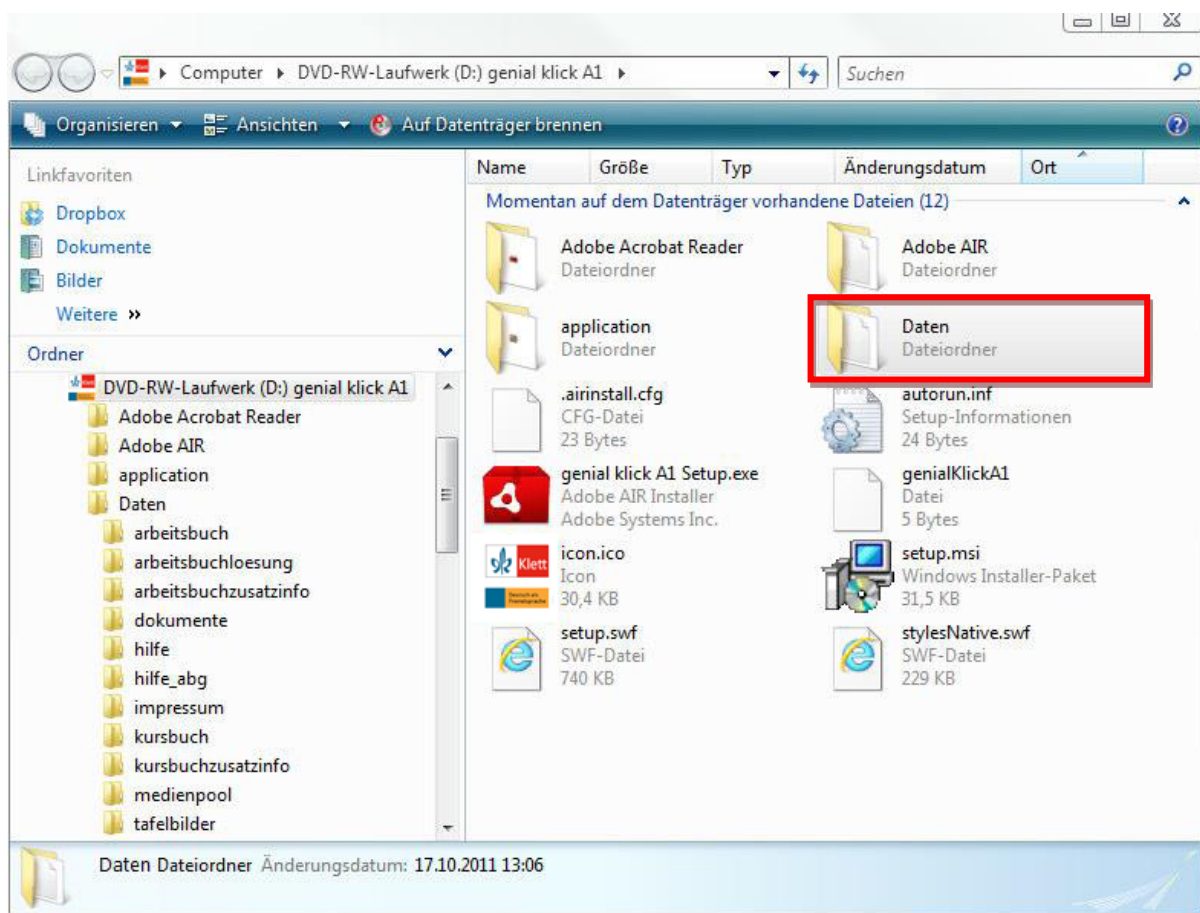 Computer ▸ DVD-RW-Laufwerk (D:) genial klick A1 ▸
Suchen
Organisieren
Ansichten
Auf Datenträger brennen
Linkfavoriten
Dropbox
Dokumente
Bilder
Weitere »
Ordner
DVD-RW-Laufwerk (D:) genial klick A1
Adobe Acrobat Reader
Adobe AIR
application
Daten
arbeitsbuch
arbeitsbuchloesung
arbeitsbuchzusatzinfo
dokumente
hilfe
hilfe_abg
impressum
kursbuch
kursbuchzusatzinfo
medienpool
tafelbilder
Name Größe Typ Änderungsdatum Ort
Momentan auf dem Datenträger vorhandene Dateien (12)
Adobe Acrobat Reader
Dateiordner
Adobe AIR
Dateiordner
application
Dateiordner
Daten
Dateiordner
.airinstall.cfg
CFG-Datei
23 Bytes
autorun.inf
Setup-Informationen
24 Bytes
genial klick A1 Setup.exe
Adobe AIR Installer
Adobe Systems Inc.
genialKlickA1
Datei
5 Bytes
Klett
icon.ico
Icon
30,4 KB
setup.msi
Windows Installer-Paket
31,5 KB
setup.swf
SWF-Datei
740 KB
stylesNative.swf
SWF-Datei
229 KB
Daten Dateiordner Änderungsdatum: 17.10.2011 13:06